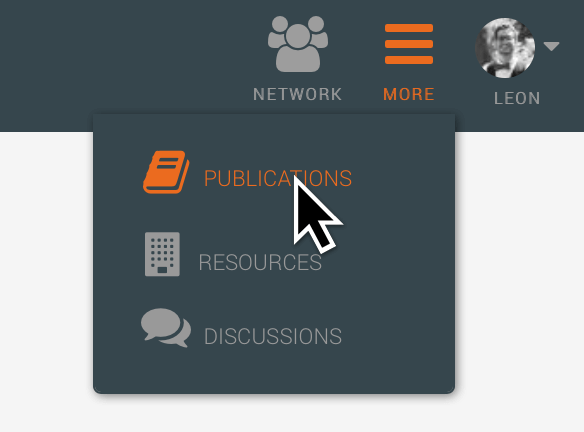 NETWORK
MORE
LEON
PUBLICATIONS
RESOURCES
DISCUSSIONS